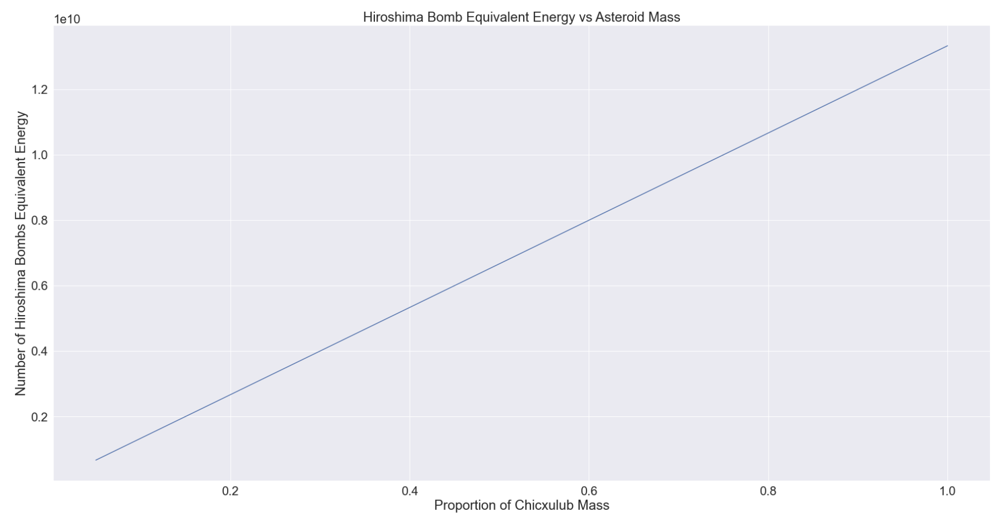 Hiroshima Bomb Equivalent Energy vs Asteroid Mass
1e10
1.2
1.0
0.8
0.6
0.4
0.2
Number of Hiroshima Bombs Equivalent Energy
0.2 0.4 0.6 0.8 1.0
Proportion of Chicxulub Mass